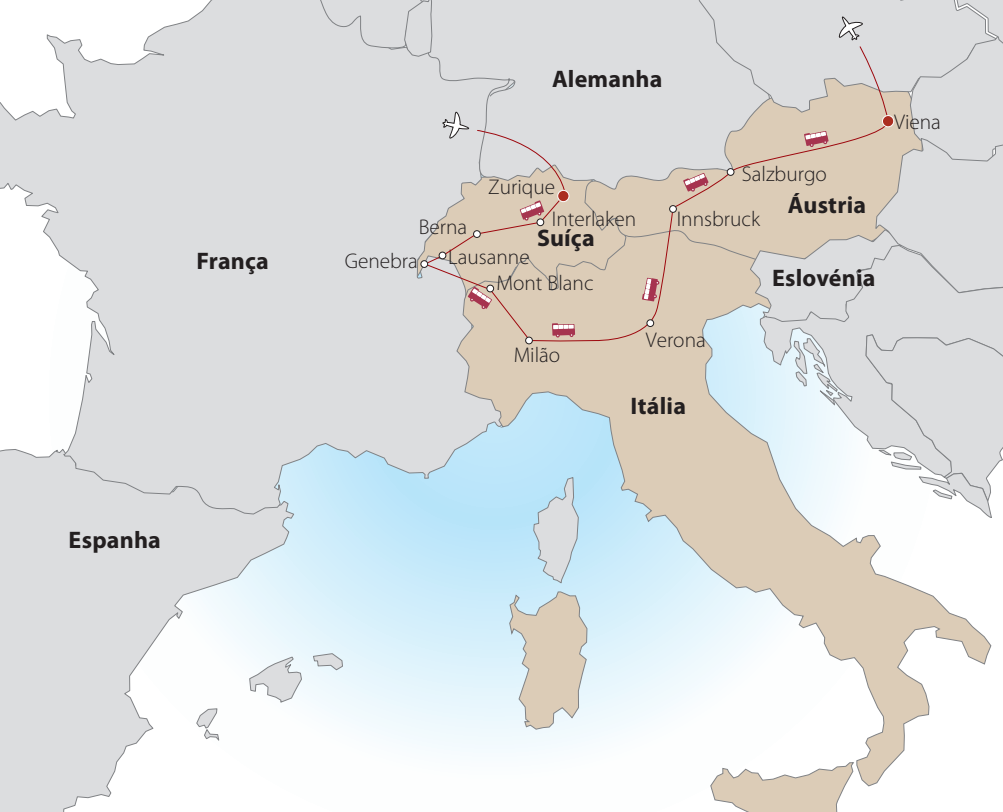 Alemanha
Viena
Salzburgo
Zurique
Áustria
Interlaken
Innsbruck
Berna
Suíça
França
Genebra
Lausanne
Eslovénia
Mont Blanc
Verona
Milão
Itália
Espanha